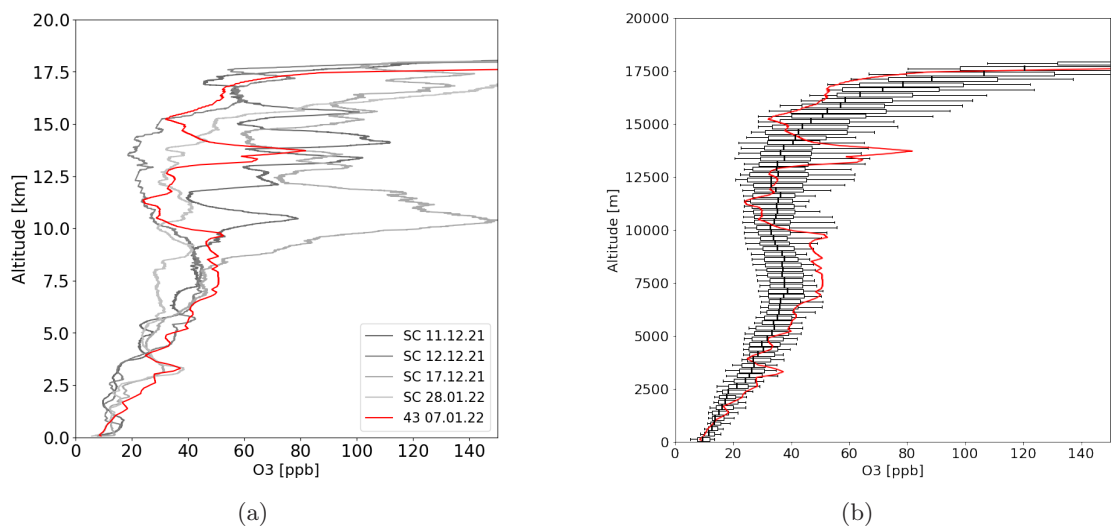 20.0
17.5
15.0
12.5
10.0
7.5
5.0
2.5
0.0
Altitude [km]
0 20 40 60 80 100 120 140
O3 [ppb]
SC 11.12.21
SC 12.12.21
SC 17.12.21
SC 28.01.22
43 07.01.22
(a)
20000
17500
15000
12500
10000
7500
5000
2500
0
Altitude [m]
0 20 40 60 80 100 120 140
O3 [ppb]
(b)